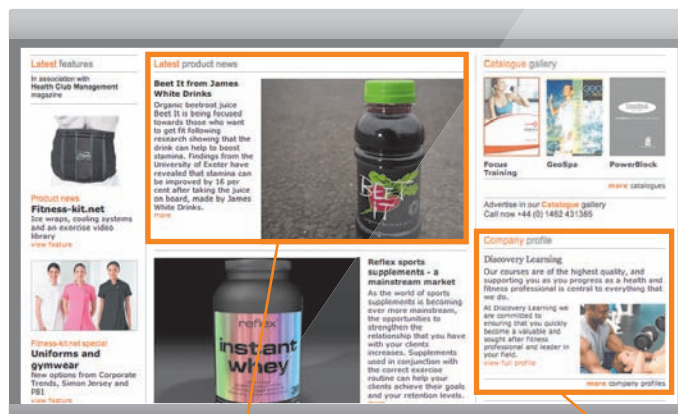 Latest features
In association with
Health Club Management
magazine
Product news
Fitness-kit.net
Ice wraps, cooling systems
and an exercise video
library
view feature
Fitness-kit.net special
Uniforms and
gymwear
New options from Corporate
Trends, Simon Jersey and
PSI
view feature
Latest product news
Beet It from James
White Drinks
Organic beetroot juice
Beet It is being focused
towards those who want
to get fit following
research showing that the
drink can help to boost
stamina. Findings from the
University of Exeter have
revealed that stamina can
be improved by 16 per
cent after taking the juice
on board, made by James
White Drinks.
more
BEET
IT
reflex
instant
whey
Reflex sports
supplements - a
mainstream market
As the world of sports
supplements is becoming
ever more mainstream,
the opportunities to
strengthen the
relationship that you have
with your clients
increases. Supplements
used in conjunction with
the correct exercise
routine can help your
clients achieve their goals
and your retention levels.
Catalogue gallery
Focus
Training
GeoSpa
PowerBlock
more catalogues
Advertise in our Catalogue gallery
Call now +44 (0) 1462 431385
Company profile
Discovery Learning
Our courses are of the highest quality, and
supporting you as you progress as a health and
fitness professional is central to everything that
we do.
At Discovery Learning we
are committed to
ensuring that you quickly
become a valuable and
sought after fitness
professional and leader in
your field.
view full profile
more company profiles